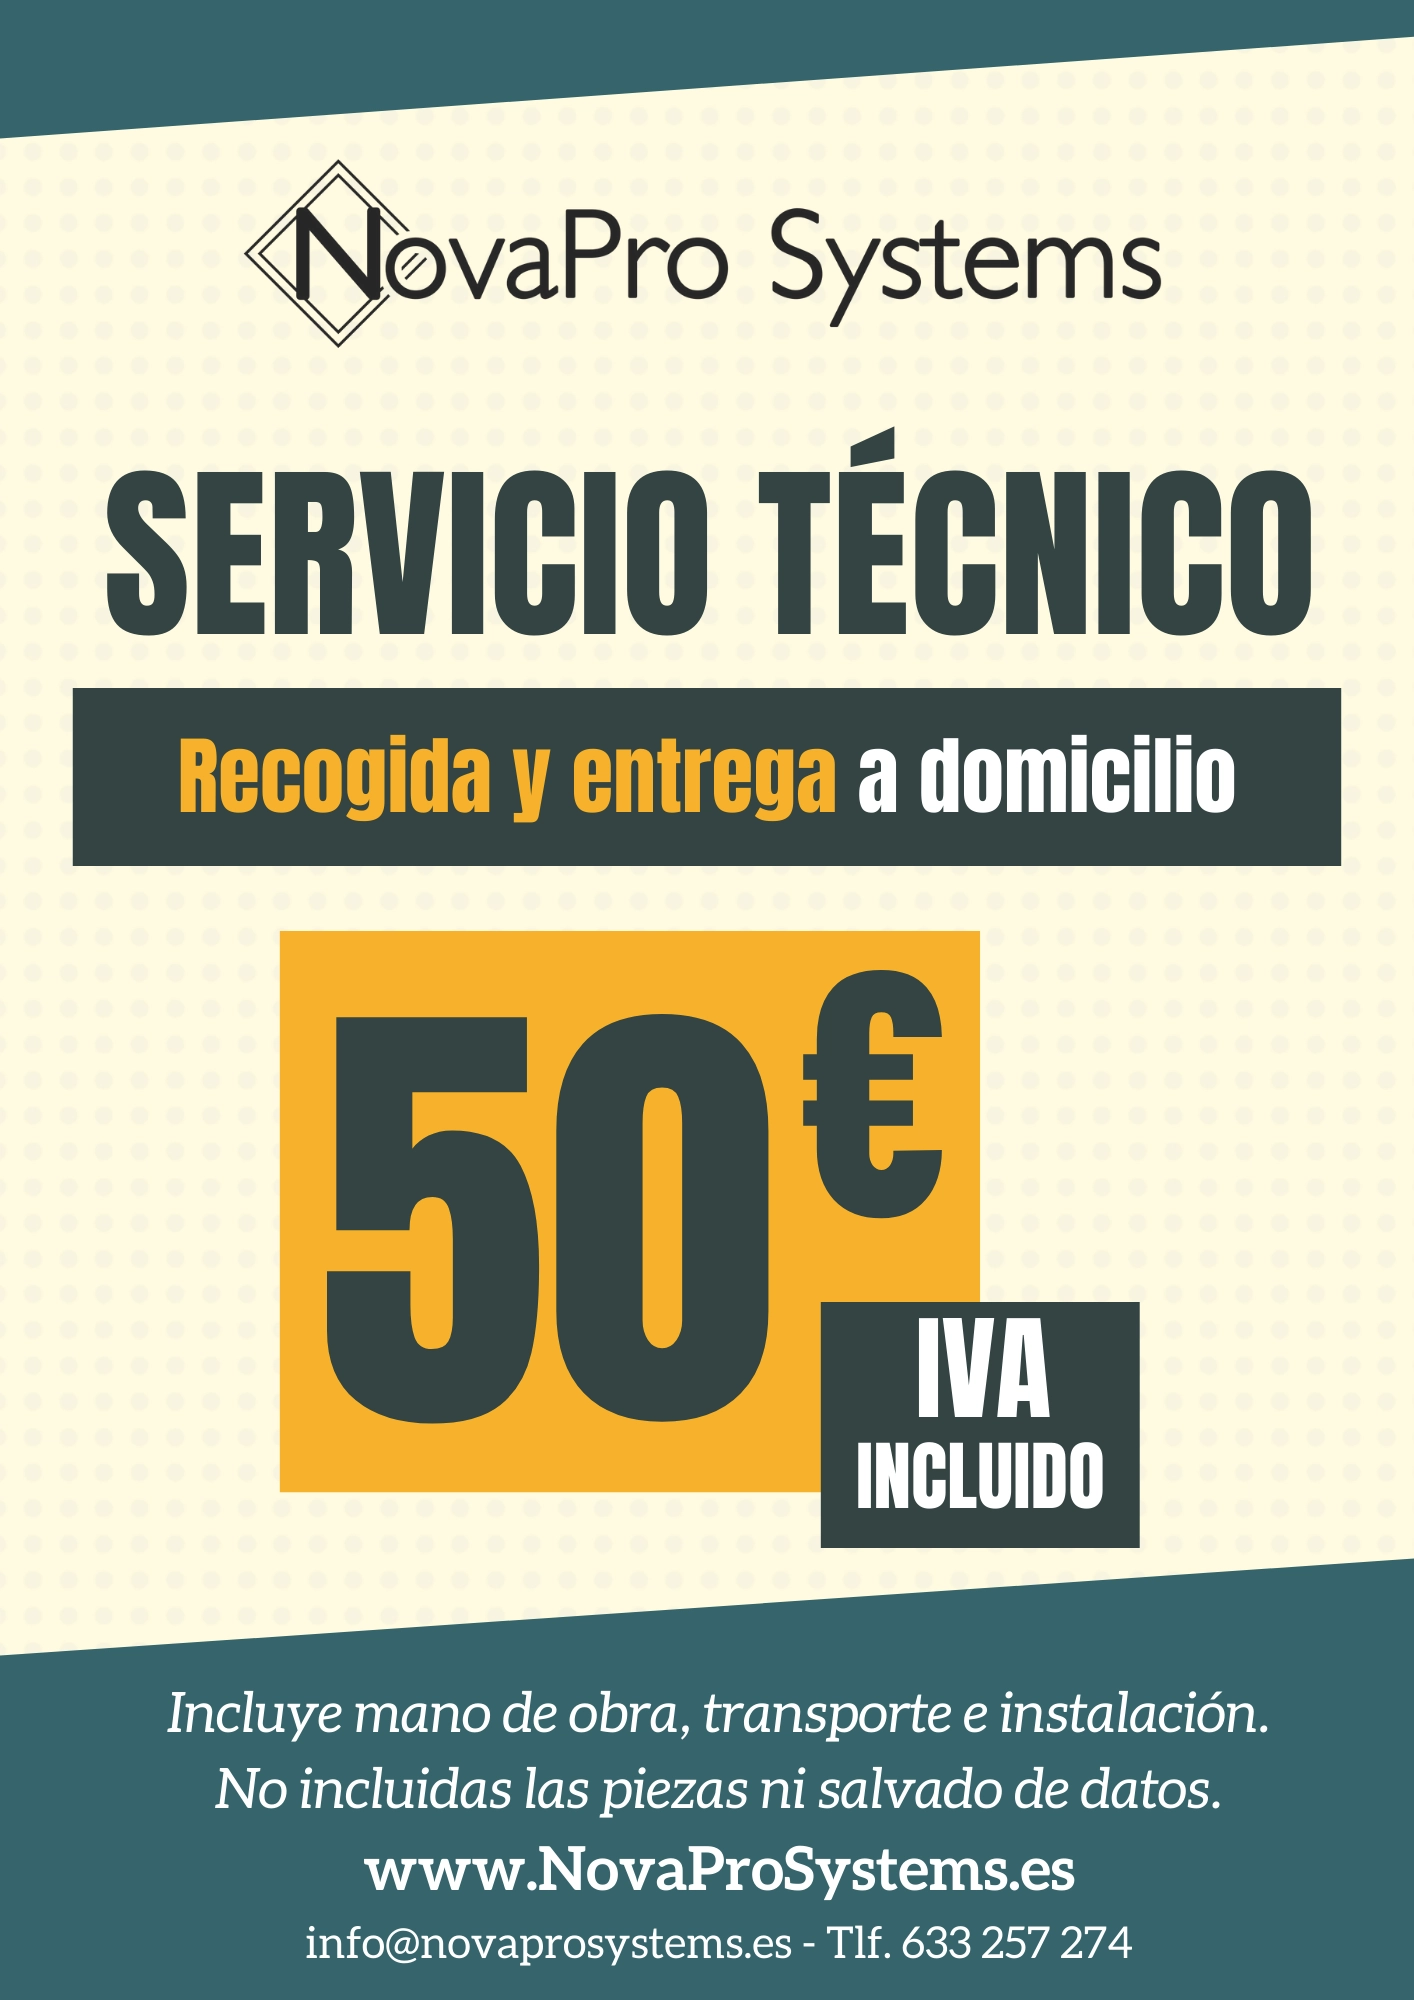 NovaPro Systems
SERVICIO TÉCNICO
Recogida y entrega a domicilio
50€
IVA
INCLUIDO
Incluye mano de obra, transporte e instalación.
No incluidas las piezas ni salvado de datos.
www.NovaProSystems.es
info@novaprosystems.es - Tlf. 633 257 274